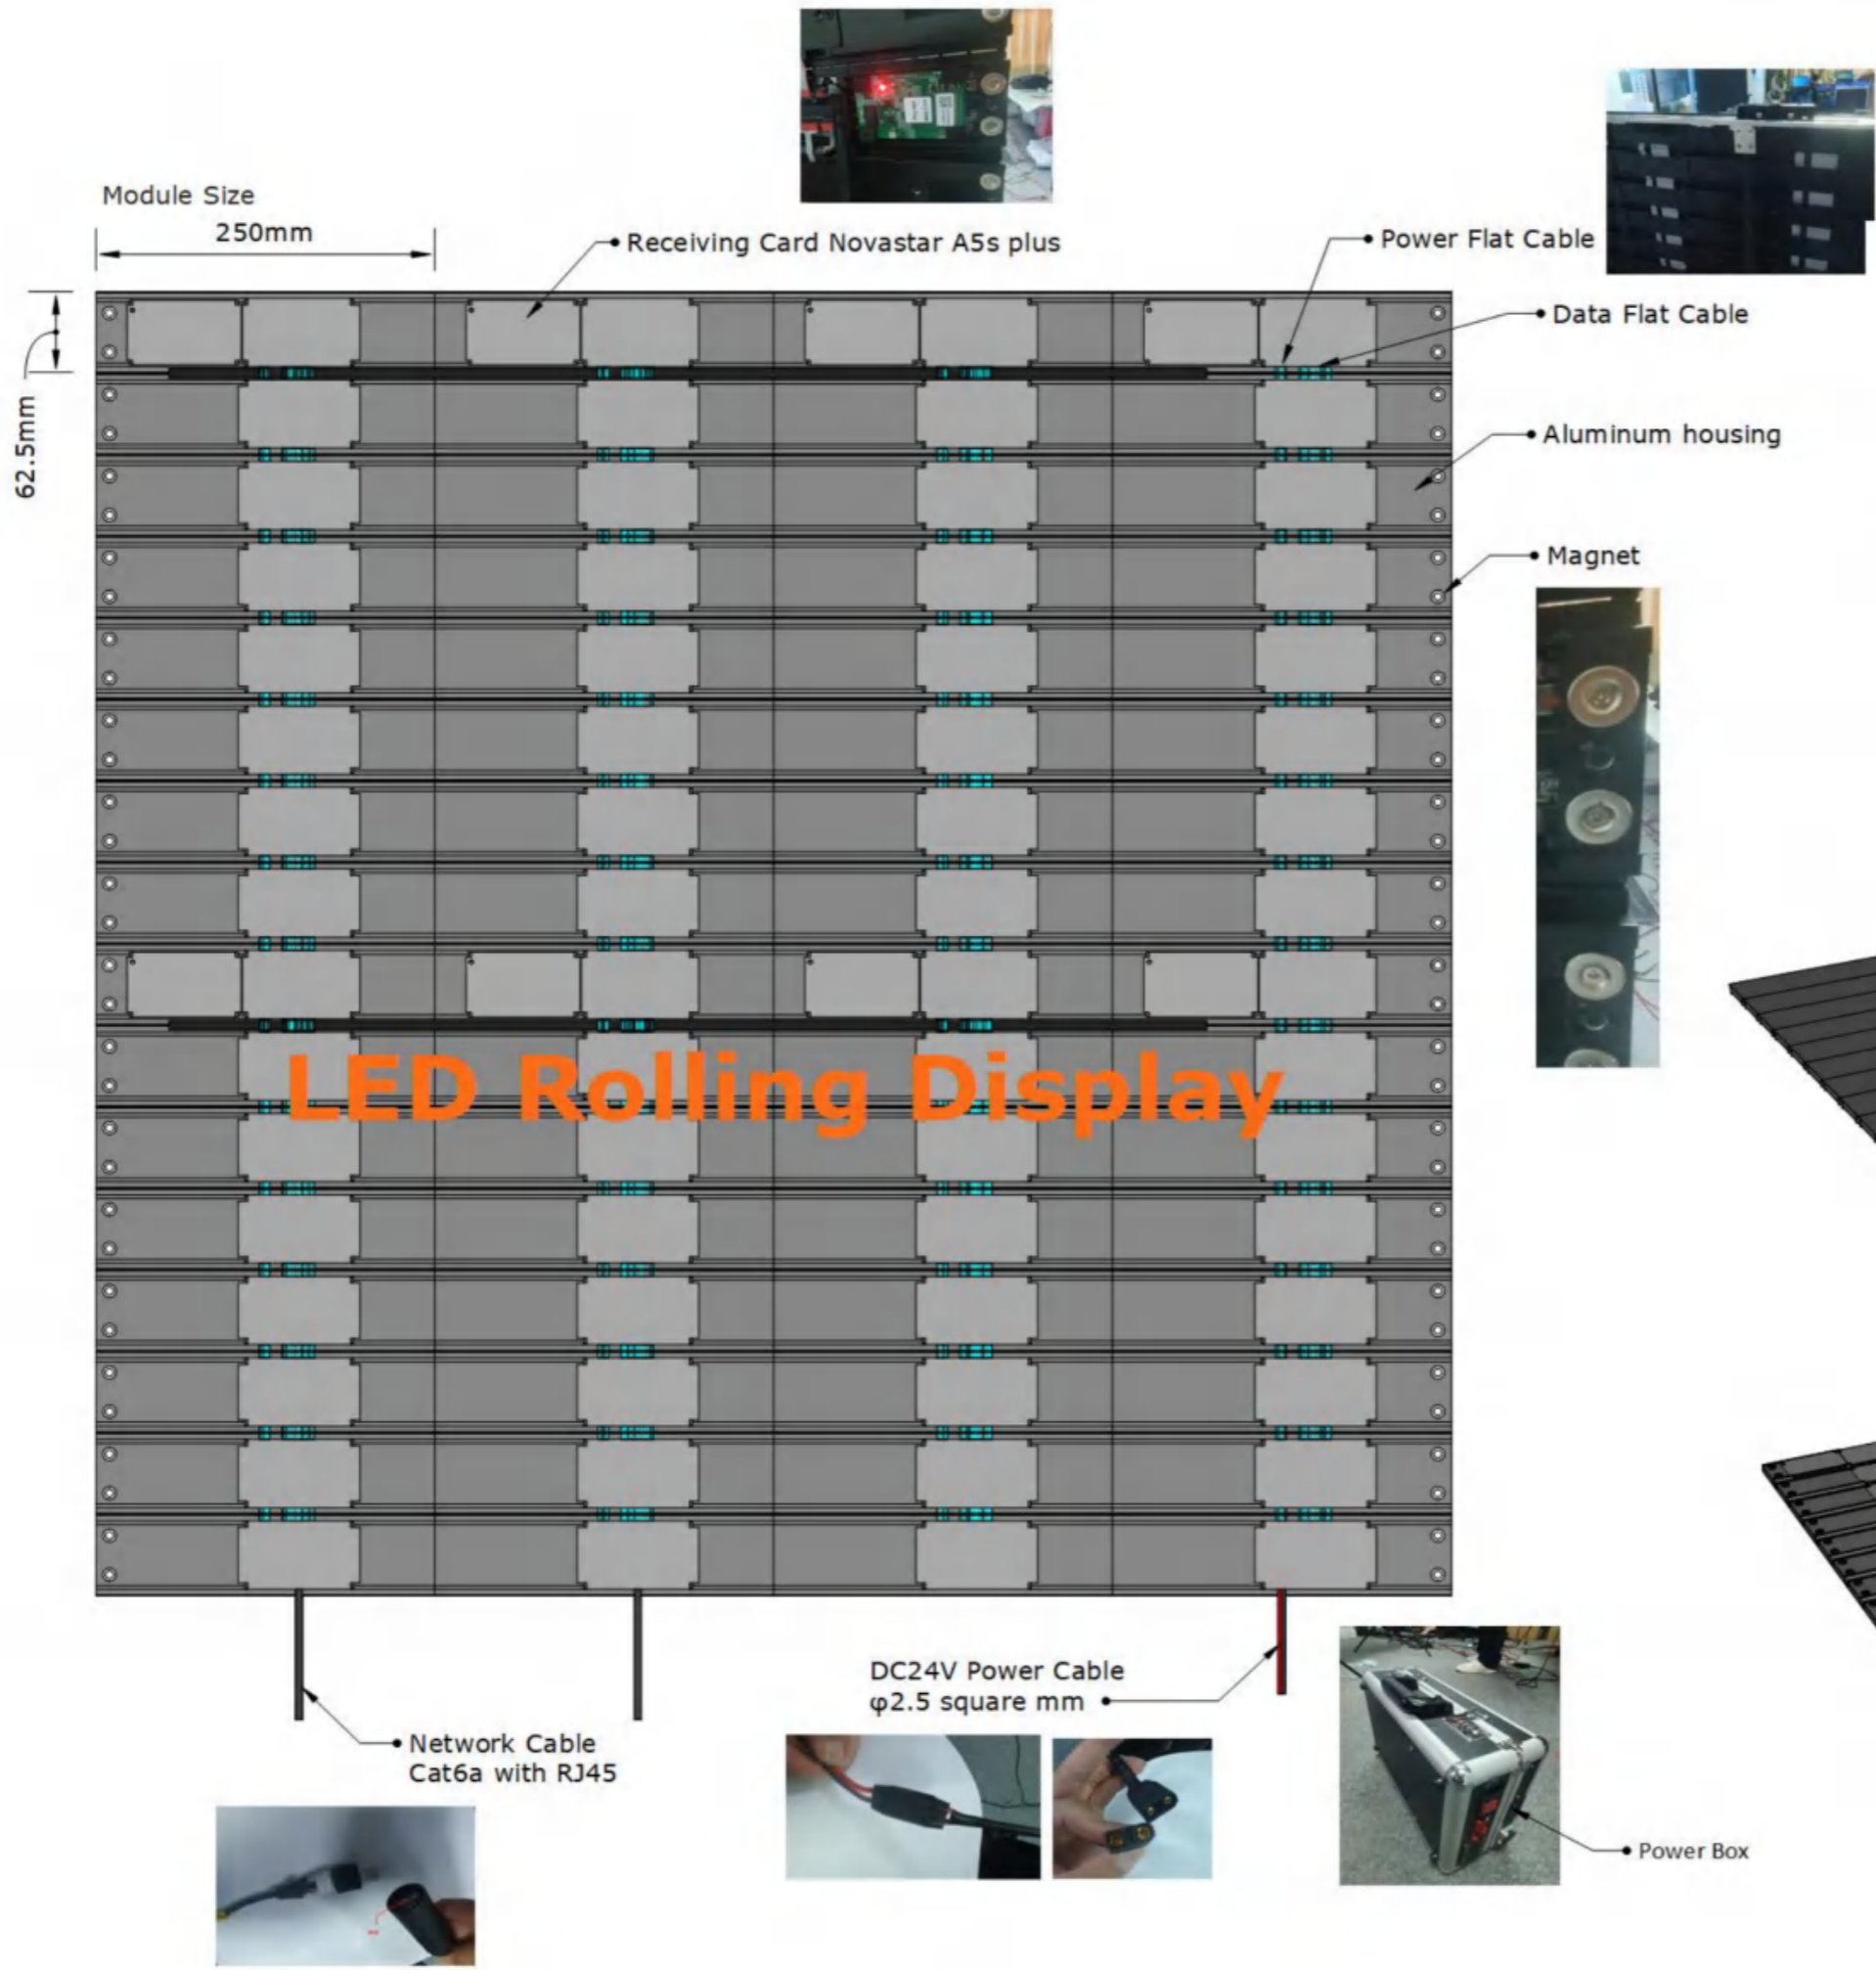 Module Size
250mm
Receiving Card Novastar A5s plus
Power Flat Cable
Data Flat Cable
62.5mm
Aluminum housing
Magnet
LED Rolling Display
DC24V Power Cable
φ2.5 square mm
Network Cable
Cat6a with RJ45
Power Box